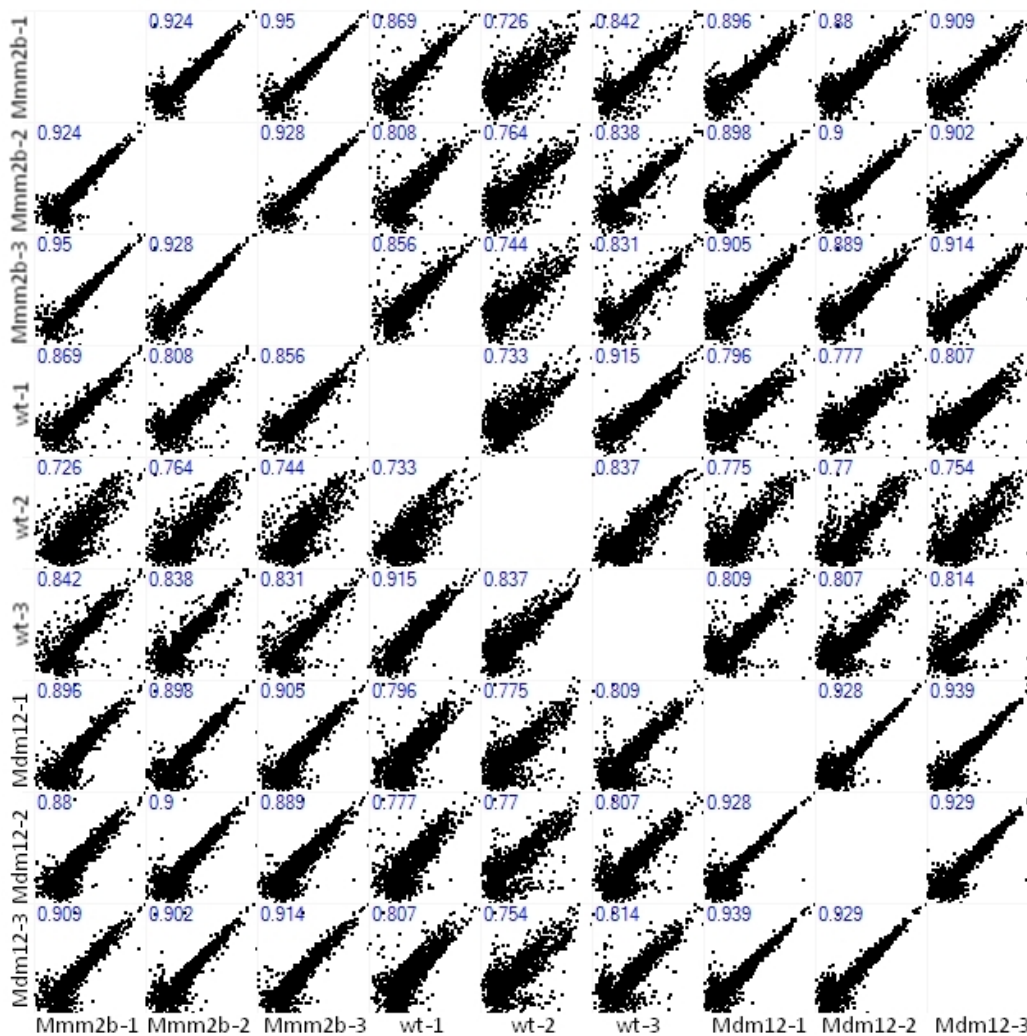 0.924 0.95 0.869 0.726 0.842 0.896 0.88 0.909
Mmm2b-1
0.924 0.928 0.808 0.764 0.838 0.898 0.9 0.902
Mmm2b-2
0.95 0.928 0.856 0.744 0.831 0.905 0.889 0.914
Mmm2b-3
0.869 0.808 0.856 0.733 0.915 0.796 0.777 0.807
wt-1
0.726 0.764 0.744 0.733 0.837 0.775 0.77 0.754
wt-2
0.842 0.838 0.831 0.915 0.837 0.809 0.807 0.814
wt-3
0.896 0.898 0.905 0.796 0.775 0.809 0.928 0.939
Mdm12-1
0.88 0.9 0.889 0.777 0.77 0.807 0.928 0.929
Mdm12-2
0.909 0.902 0.914 0.807 0.754 0.814 0.939 0.929
Mdm12-3
Mmm2b-1 Mmm2b-2 Mmm2b-3 wt-1 wt-2 wt-3 Mdm12-1 Mdm12-2 Mdm12-3